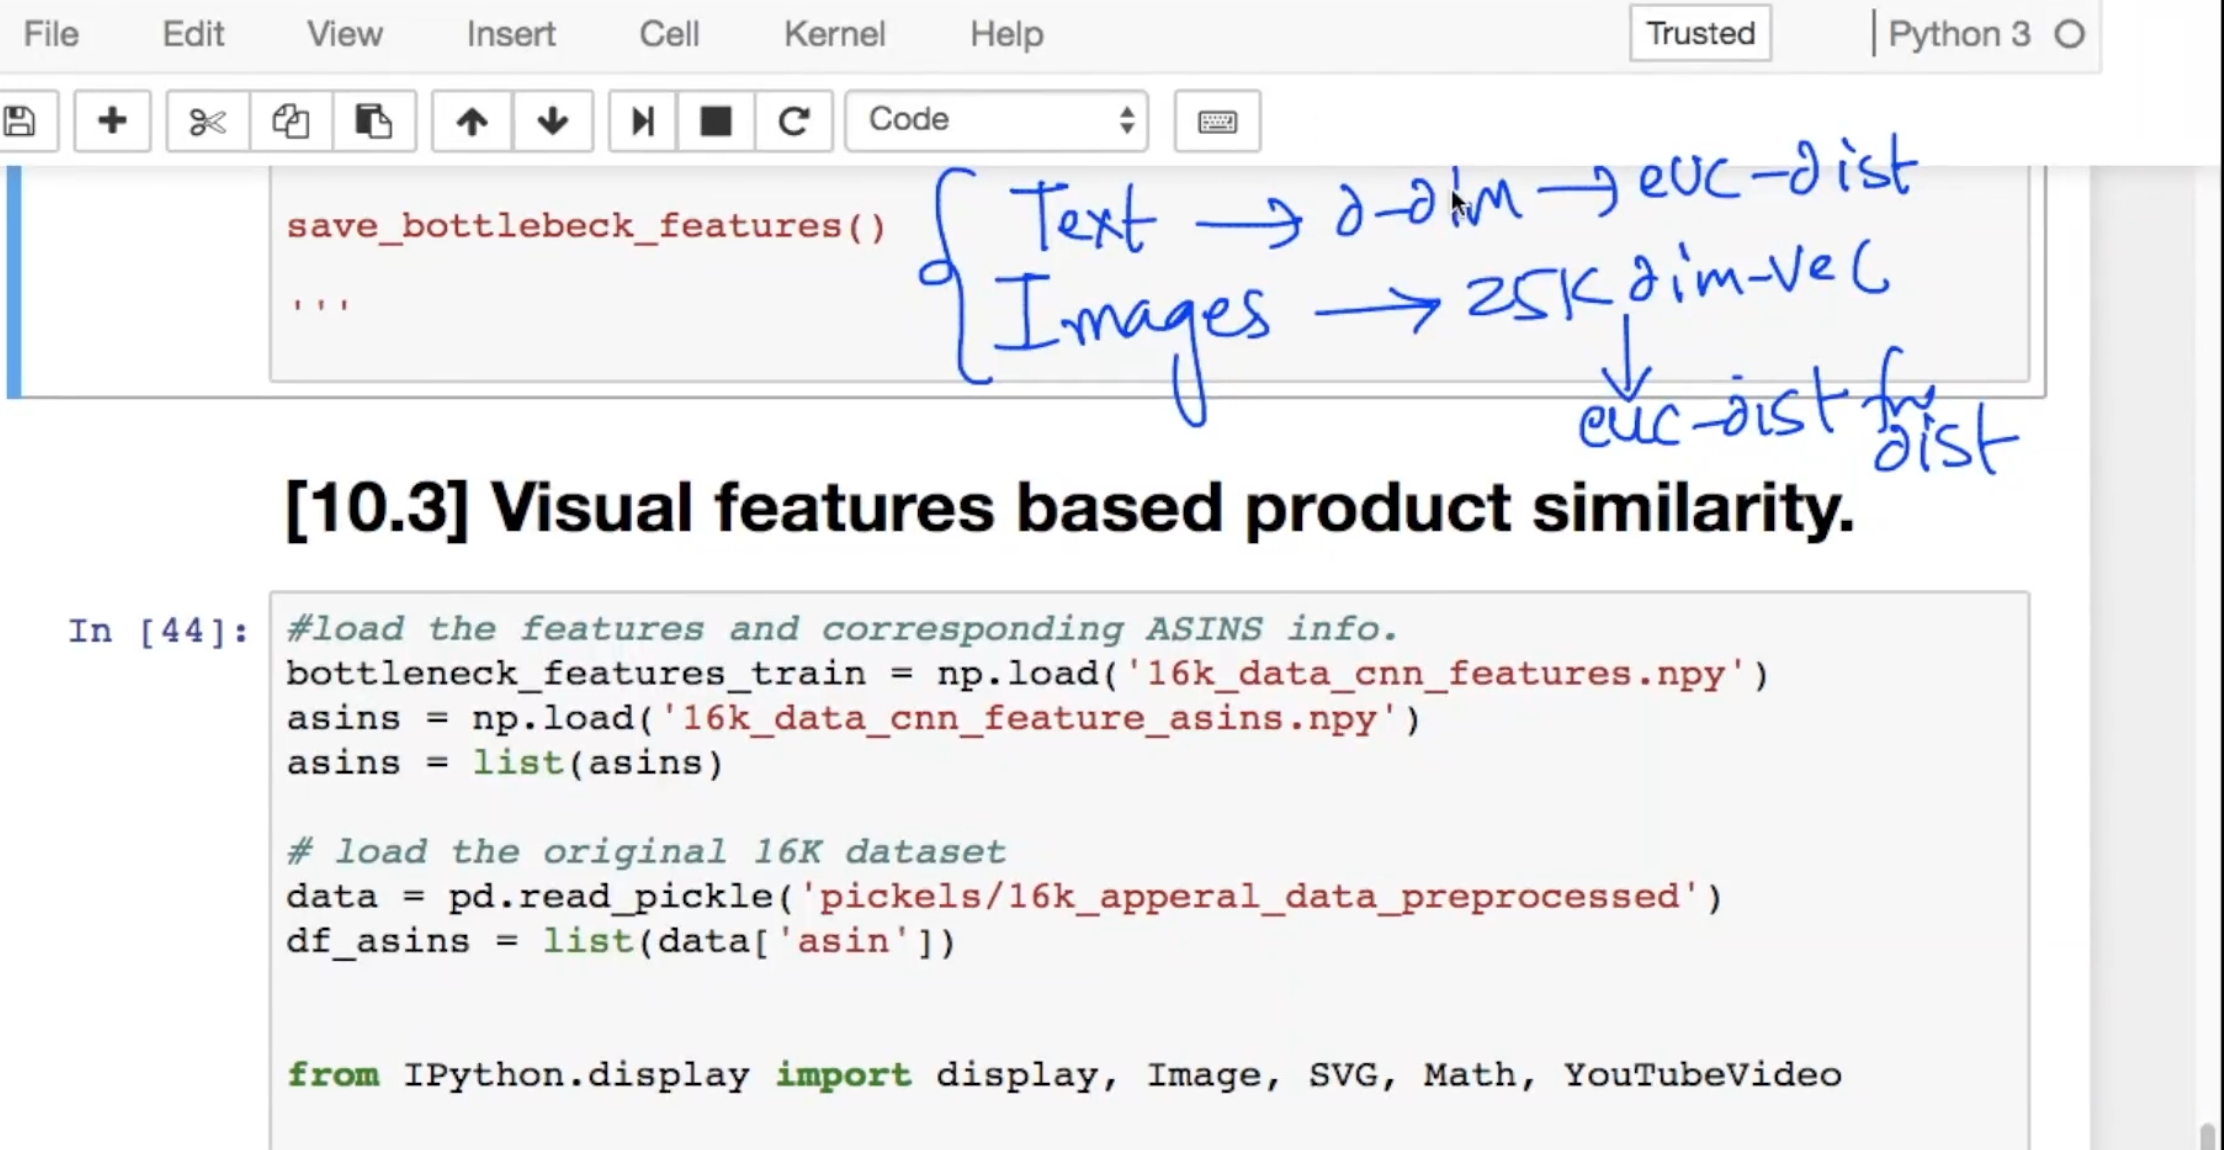 File Edit View Insert Cell Kernel Help Trusted Python 3
Code
Text → d-dim → euc-dist
save_bottlebeck_features()
Images → 25K dim-vec
'''
euc-dist fn
dist
[10.3] Visual features based product similarity.
In [44]: #load the features and corresponding ASINS info.
bottleneck_features_train = np.load('16k_data_cnn_features.npy')
asins = np.load('16k_data_cnn_feature_asins.npy')
asins = list(asins)
# load the original 16K dataset
data = pd.read_pickle('pickels/16k_apperal_data_preprocessed')
df_asins = list(data['asin'])
from IPython.display import display, Image, SVG, Math, YouTubeVideo